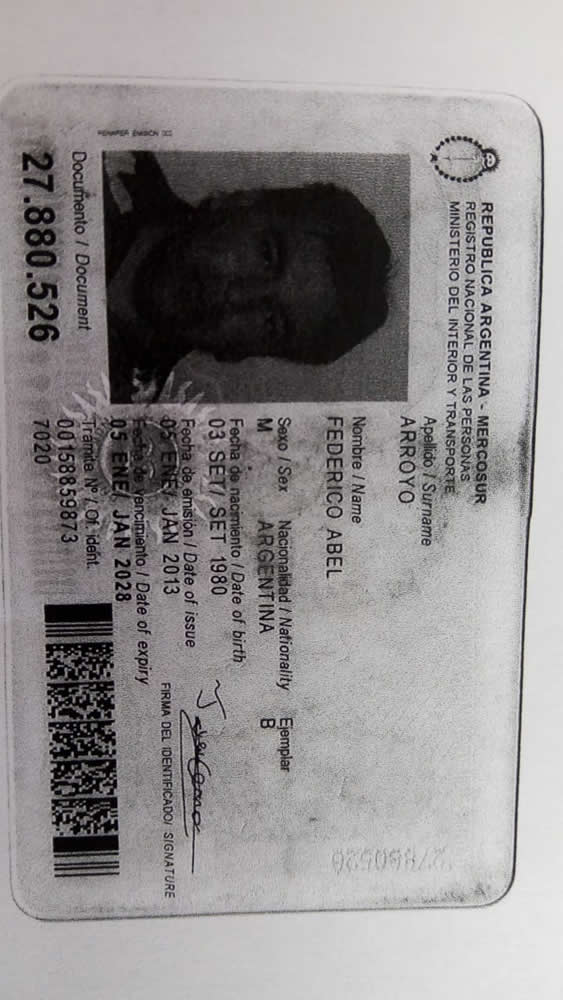 REPUBLICA ARGENTINA - MERCOSUR
REGISTRO NACIONAL DE LAS PERSONAS
MINISTERIO DEL INTERIOR Y TRANSPORTE
Apellido / Surname
ARROYO
Nombre / Name
FEDERICO ABEL
Sexo / Sex Nacionalidad / Nationality Ejemplar
M ARGENTINA B
Fecha de nacimiento / Date of birth
03 SET/ SET 1980
Fecha de emisión / Date of issue
05 ENE/ JAN 2013
Fecha de vencimiento / Date of expiry
05 ENE/ JAN 2028
Trámite Nº / Of. ident.
00158859873
7020
Documento / Document
27.880.526
FIRMA DEL IDENTIFICADO/ SIGNATURE